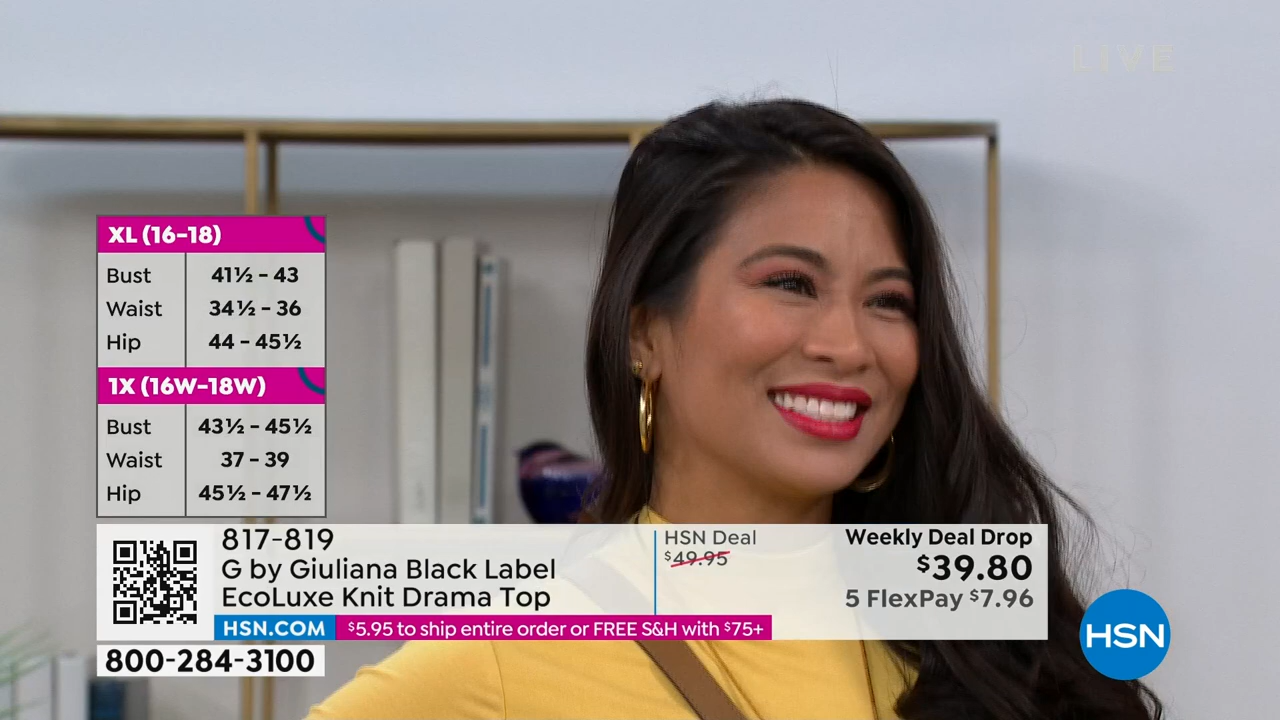 LIVE
XL (16-18)
Bust 41½ - 43
Waist 34½ - 36
Hip 44 - 45½
1X (16W-18W)
Bust 43½ - 45½
Waist 37 - 39
Hip 45½ - 47½
817-819
G by Giuliana Black Label
EcoLuxe Knit Drama Top
HSN Deal
$49.95
Weekly Deal Drop
$39.80
5 FlexPay $7.96
HSN.COM $5.95 to ship entire order or FREE S&H with $75+
800-284-3100
HSN